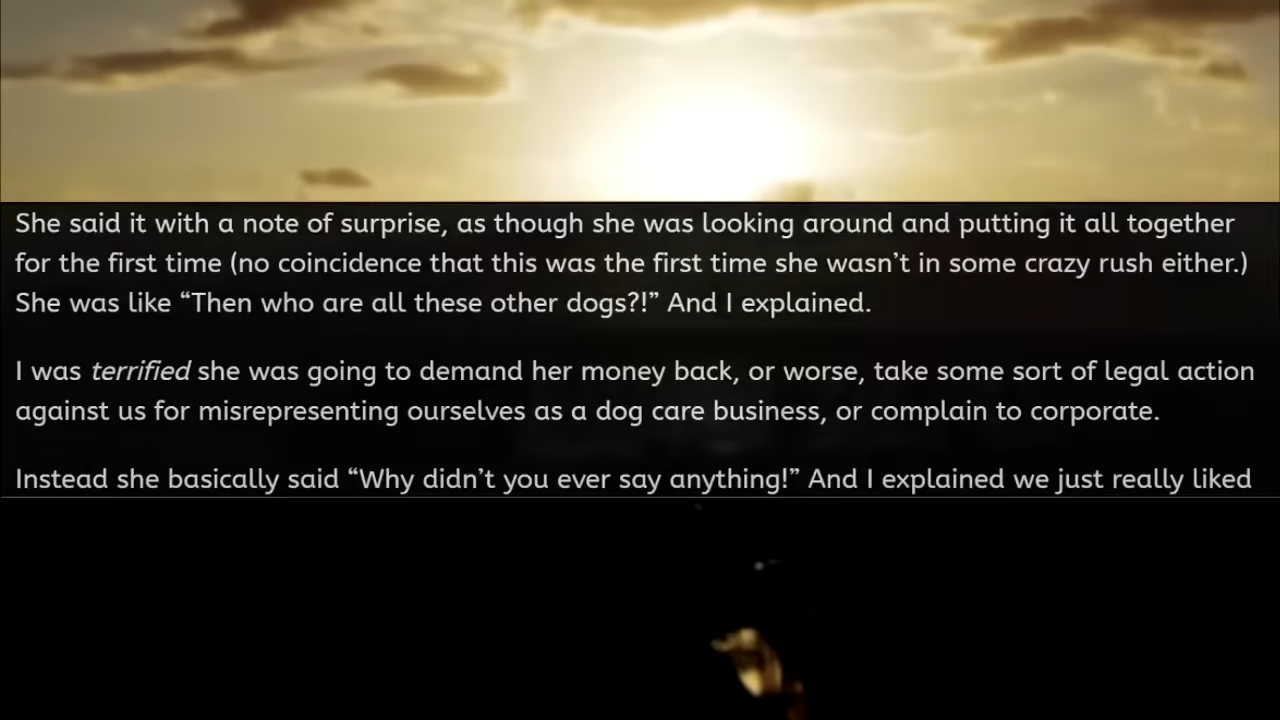 She said it with a note of surprise, as though she was looking around and putting it all together
for the first time (no coincidence that this was the first time she wasn’t in some crazy rush either.)
She was like “Then who are all these other dogs?!” And I explained.
I was terrified she was going to demand her money back, or worse, take some sort of legal action
against us for misrepresenting ourselves as a dog care business, or complain to corporate.
Instead she basically said “Why didn’t you ever say anything!” And I explained we just really liked